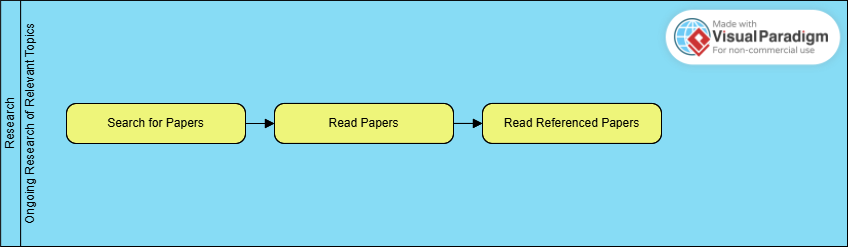 Research
Ongoing Research of Relevant Topics
Search for Papers
Read Papers
Read Referenced Papers
Made with
Visual Paradigm
For non-commercial use